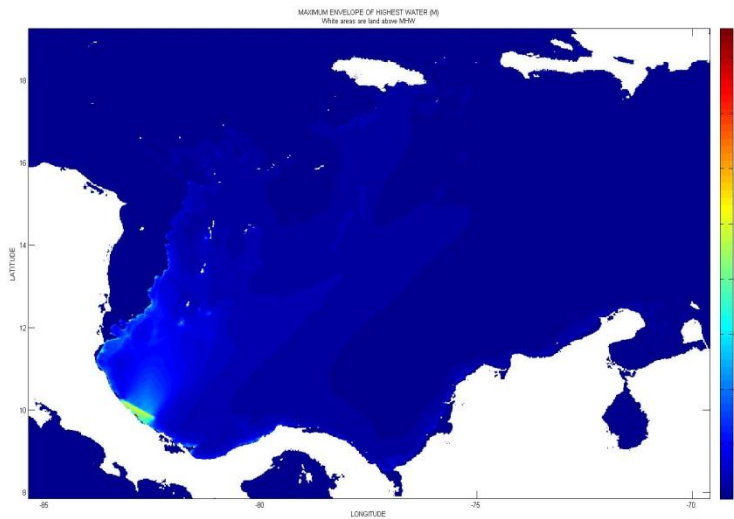 MAXIMUM ENVELOPE OF HIGHEST WATER (M)
White areas are land above MHW
18
16
14
12
10
8
LATITUDE
-85
-80
-75
-70
LONGITUDE